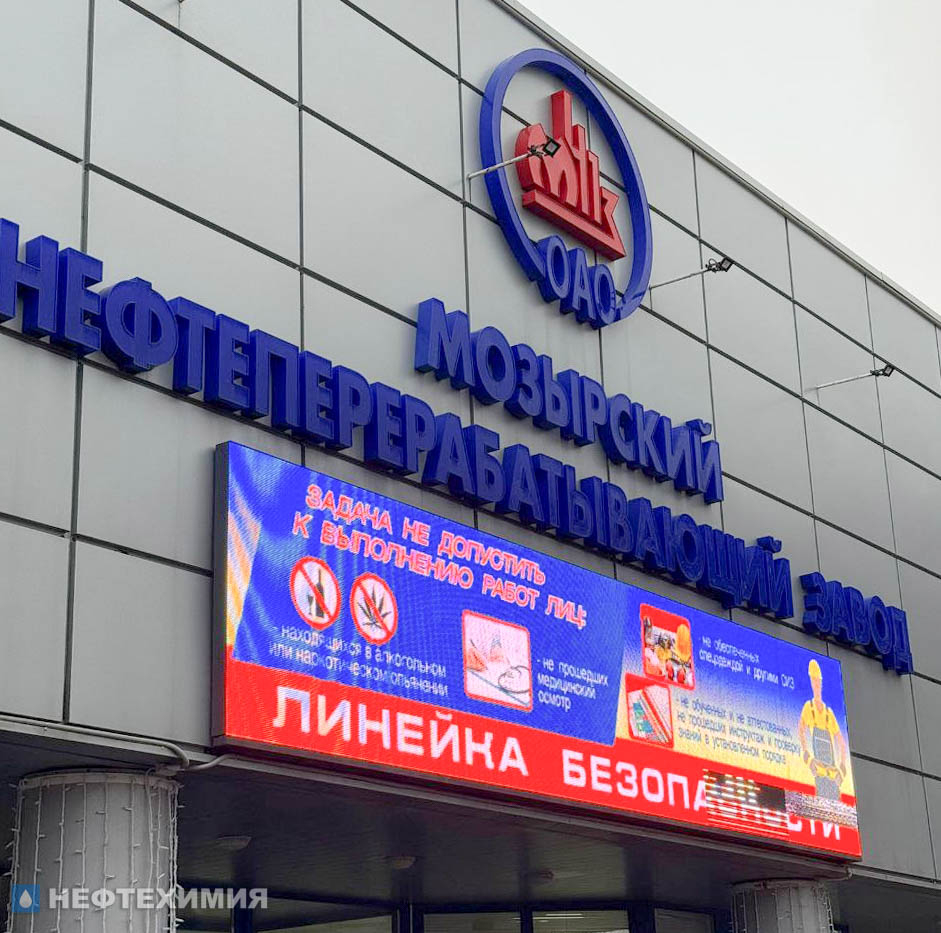 ОАО
МОЗЫРСКИЙ
НЕФТЕПЕРЕРАБАТЫВАЮЩИЙ ЗАВОД
ЗАДАЧА НЕ ДОПУСТИТЬ
К ВЫПОЛНЕНИЮ РАБОТ ЛИЦ:
- находящихся в алкогольном
или наркотическом опьянении
- не прошедших
медицинский
осмотр
- не обеспеченных
спецодеждой и другими СИЗ
- не обученных и не аттестованных,
не прошедших инструктаж и проверку
знаний в установленном порядке
ЛИНЕЙКА БЕЗОПАСНОСТИ
НЕФТЕХИМИЯ